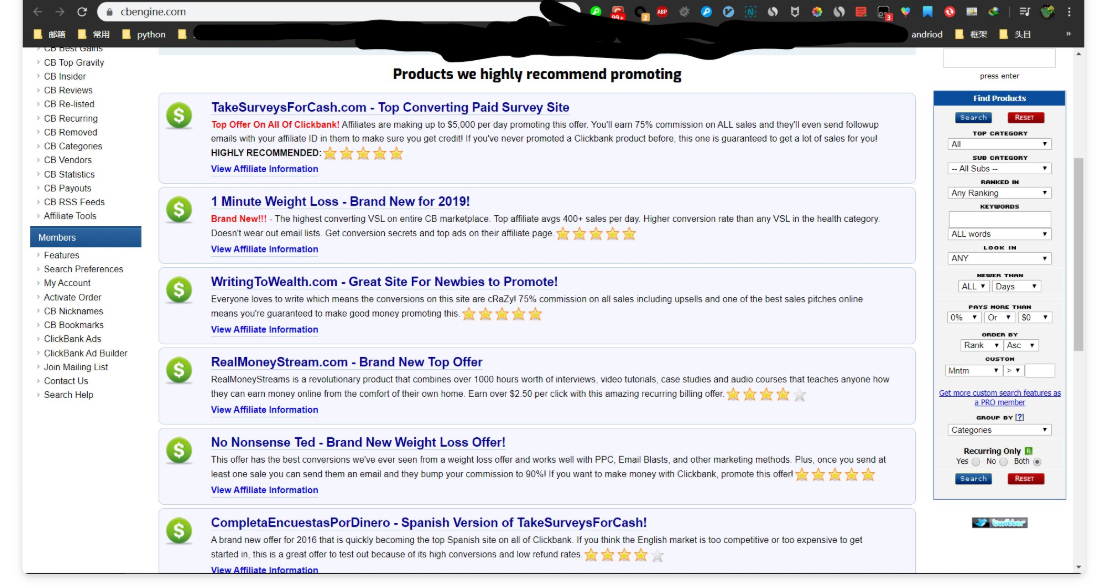 cbengine.com
ABP
99+
2
3
邮箱
常用
python
andriod
框架
头目
»
CB Best Gains
CB Top Gravity
CB Insider
CB Reviews
CB Re-listed
CB Recurring
CB Removed
CB Categories
CB Vendors
CB Statistics
CB Payouts
CB RSS Feeds
Affiliate Tools
Members
Features
Search Preferences
My Account
Activate Order
CB Nicknames
CB Bookmarks
ClickBank Ads
ClickBank Ad Builder
Join Mailing List
Contact Us
Search Help
Products we highly recommend promoting
TakeSurveysForCash.com - Top Converting Paid Survey Site
Top Offer On All Of Clickbank! Affiliates are making up to $5,000 per day promoting this offer. You'll earn 75% commission on ALL sales and they'll even send followup
emails with your affiliate ID in them to make sure you get credit! If you've never promoted a Clickbank product before, this one is guaranteed to get a lot of sales for you!
HIGHLY RECOMMENDED:
View Affiliate Information
1 Minute Weight Loss - Brand New for 2019!
Brand New!!! - The highest converting VSL on entire CB marketplace. Top affiliate avgs 400+ sales per day. Higher conversion rate than any VSL in the health category.
Doesn't wear out email lists. Get conversion secrets and top ads on their affiliate page.
View Affiliate Information
WritingToWealth.com - Great Site For Newbies to Promote!
Everyone loves to write which means the conversions on this site are cRaZy! 75% commission on all sales including upsells and one of the best sales pitches online
means you're guaranteed to make good money promoting this.
View Affiliate Information
RealMoneyStream.com - Brand New Top Offer
RealMoneyStreams is a revolutionary product that combines over 1000 hours worth of interviews, video tutorials, case studies and audio courses that teaches anyone how
they can earn money online from the comfort of their own home. Earn over $2.50 per click with this amazing recurring billing offer.
View Affiliate Information
No Nonsense Ted - Brand New Weight Loss Offer!
This offer has the best conversions we've ever seen from a weight loss offer and works well with PPC, Email Blasts, and other marketing methods. Plus, once you send at
least one sale you can send them an email and they bump your commission to 90%! If you want to make money with Clickbank, promote this offer!
View Affiliate Information
CompletaEncuestasPorDinero - Spanish Version of TakeSurveysForCash!
A brand new offer for 2016 that is quickly becoming the top Spanish site on all of Clickbank. If you think the English market is too competitive or too expensive to get
started in, this is a great offer to test out because of its high conversions and low refund rates.
View Affiliate Information
press enter
Find Products
Search RESET
TOP CATEGORY
All
SUB CATEGORY
-- All Subs --
RANKED IN
Any Ranking
KEYWORDS
ALL words
LOOK IN
ANY
NEWER THAN
ALL Days
PAYS MORE THAN
0% Or $0
ORDER BY
Rank Asc
CUSTOM
Mntm >
Get more custom search features as
a PRO member
GROUP BY [?]
Categories
Recurring Only R
Yes No Both
Search RESET
twitter